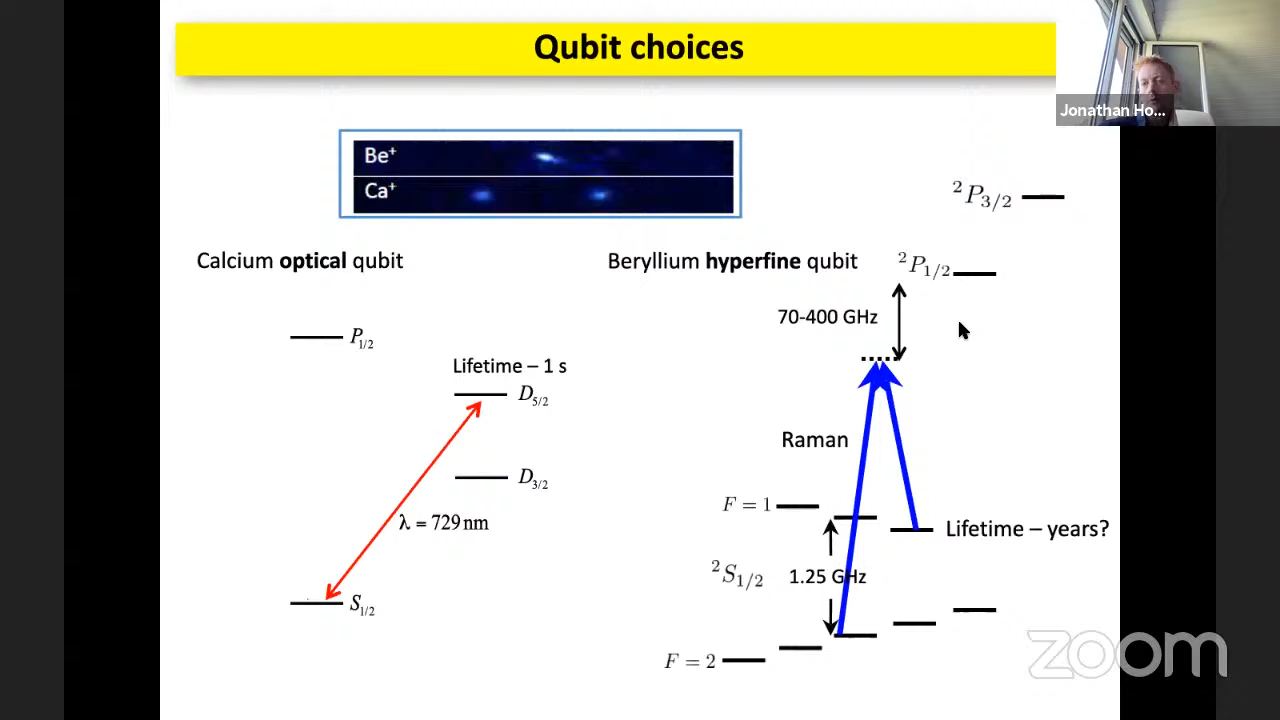 Qubit choices
Jonathan Ho...
Be⁺
Ca⁺
²P₃/₂
Calcium optical qubit
Beryllium hyperfine qubit
²P₁/₂
70-400 GHz
P₁/₂
Lifetime – 1 s
D₅/₂
Raman
D₃/₂
F = 1
λ = 729 nm
Lifetime – years?
²S₁/₂
1.25 GHz
S₁/₂
F = 2
zoom